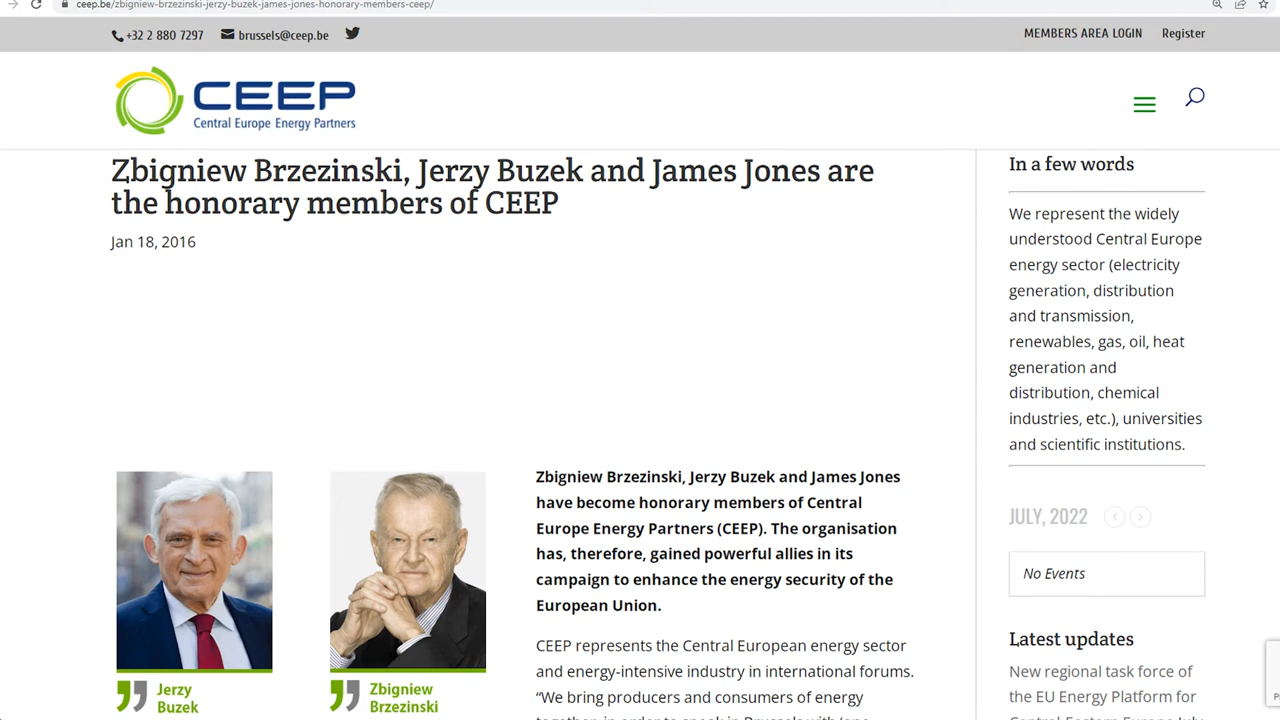 ceep.be/zbigniew-brzezinski-jerzy-buzek-james-jones-honorary-members-ceep/
+32 2 880 7297
brussels@ceep.be
MEMBERS AREA LOGIN
Register
CEEP
Central Europe Energy Partners
Zbigniew Brzezinski, Jerzy Buzek and James Jones are
the honorary members of CEEP
Jan 18, 2016
Jerzy
Buzek
Zbigniew
Brzezinski
Zbigniew Brzezinski, Jerzy Buzek and James Jones
have become honorary members of Central
Europe Energy Partners (CEEP). The organisation
has, therefore, gained powerful allies in its
campaign to enhance the energy security of the
European Union.
CEEP represents the Central European energy sector
and energy-intensive industry in international forums.
“We bring producers and consumers of energy
In a few words
We represent the widely
understood Central Europe
energy sector (electricity
generation, distribution
and transmission,
renewables, gas, oil, heat
generation and
distribution, chemical
industries, etc.), universities
and scientific institutions.
JULY, 2022
No Events
Latest updates
New regional task force of
the EU Energy Platform for